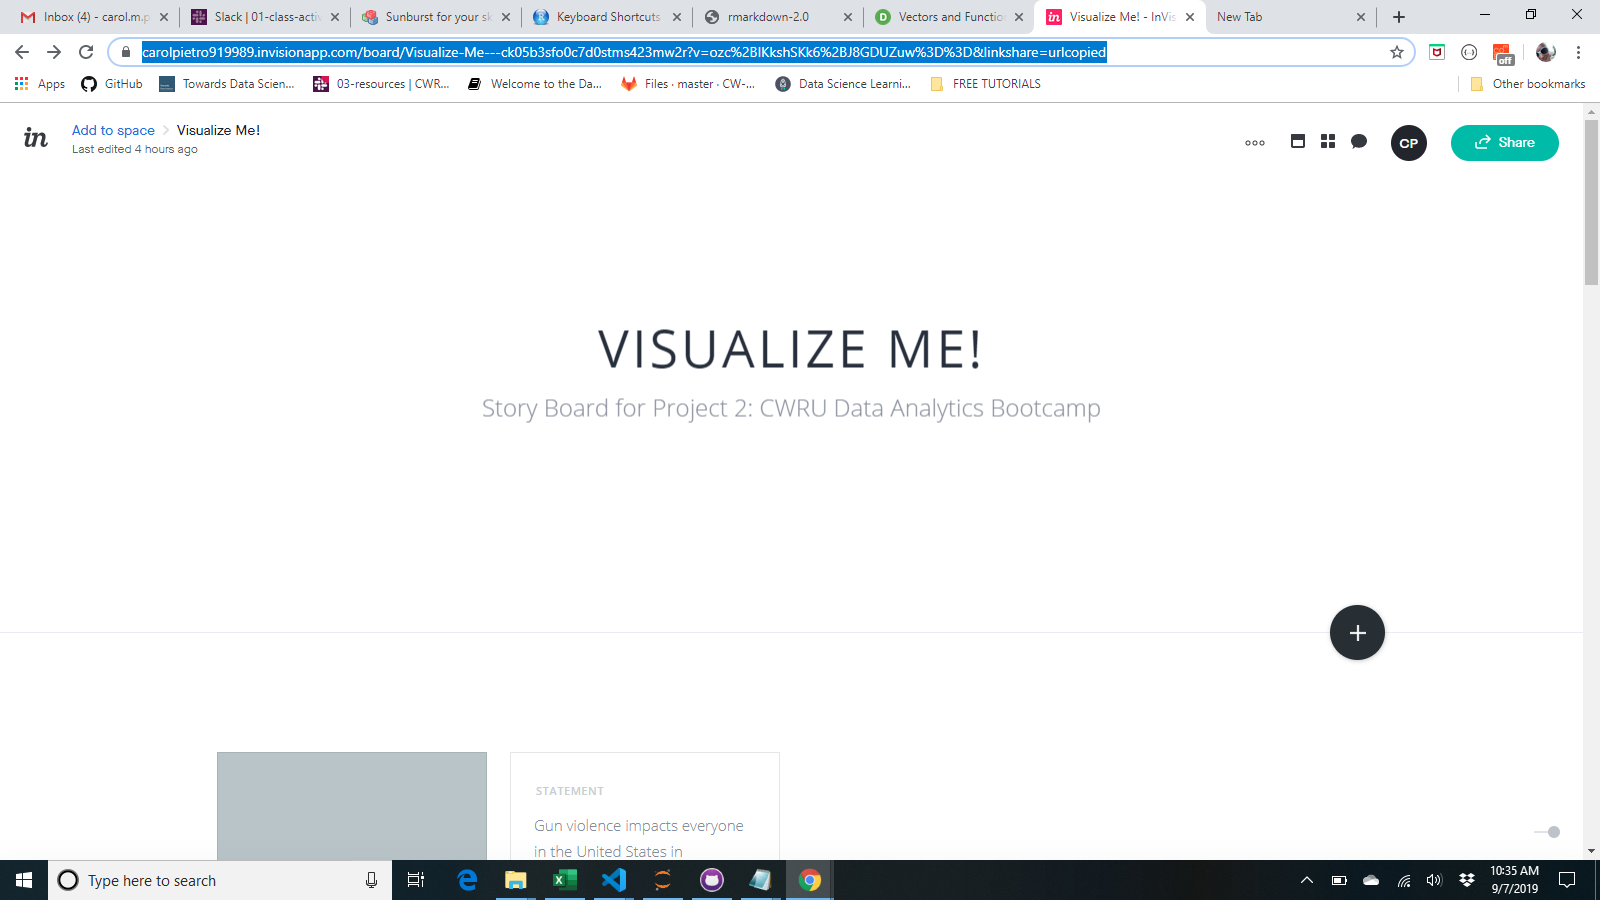 Inbox (4) - carol.m.p
Slack | 01-class-activ
Sunburst for your sk
Keyboard Shortcuts
rmarkdown-2.0
Vectors and Function
Visualize Me! - InVis
New Tab
carolpietro919989.invisionapp.com/board/Visualize-Me---ck05b3sfo0c7d0stms423mw2r?v=ozc%2BlKkshSKk6%2BJ8GDUZuw%3D%3D&linkshare=urlcopied
off
Apps
GitHub
Towards Data Scien...
03-resources | CWR...
Welcome to the Da...
Files · master · CW-...
Data Science Learni...
FREE TUTORIALS
Other bookmarks
in
Add to space
Visualize Me!
Last edited 4 hours ago
CP
Share
VISUALIZE ME!
Story Board for Project 2: CWRU Data Analytics Bootcamp
STATEMENT
Gun violence impacts everyone
in the United States in
Type here to search
10:35 AM
9/7/2019